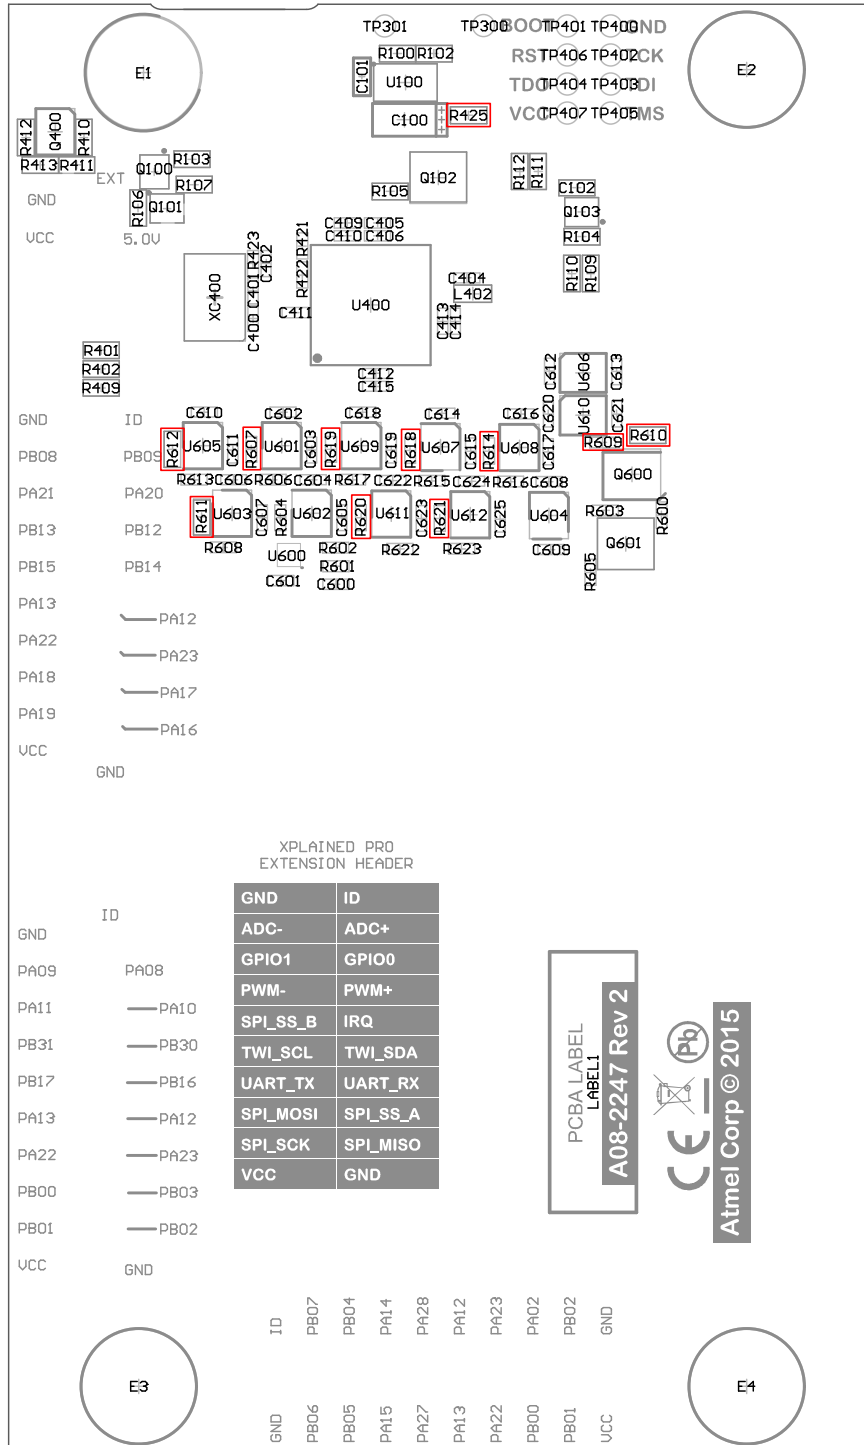 TP301
TP300 BOOT TP401 TP400 GND
R100 R102
RST TP406 TP402 TCK
E1
C101
U100
TDO TP404 TP403 TDI
E2
C100 R425
VCC TP407 TP405 TMS
R412 Q400 R410
R413 R411
EXT Q100 R103
R107
R106 Q101
GND
VCC
5.0V
R105 Q102
R112 R111
C102
Q103
R104
R110 R109
C409 C405
C410 C406
R421
R422
R423
C402
C401
C400
XC400
U400
C411
C404
L402
C413
C414
C412
C415
R401
R402
R409
C612 U606 C613
C620 U610 C621
GND ID
C610 C602 C618 C614 C616
R609 R610
R612 U605 C611 R607 U601 C603 R619 U609 C619 R618 U607 C615 R614 U608 C617
PB08 PB09
Q600
R613 C606 R606 C604 R617 C622 R615 C624 R616 C608
PA21 PA20
R603 R600
R611 U603 C607 R604 U602 C605 R620 U611 C623 R621 U612 C625 U604
PB13 PB12
Q601
R608 U600 R602 R622 R623 C609
R605
PB15 PB14
R601
C601 C600
PA13
PA12
PA22
PA23
PA18
PA17
PA19
PA16
VCC
GND
XPLAINED PRO
EXTENSION HEADER
GND ID
ADC- ADC+
GPIO1 GPIO0
PWM- PWM+
SPI_SS_B IRQ
TWI_SCL TWI_SDA
UART_TX UART_RX
SPI_MOSI SPI_SS_A
SPI_SCK SPI_MISO
VCC GND
ID
GND
PA09 PA08
PA11 PA10
PB31 PB30
PB17 PB16
PA13 PA12
PA22 PA23
PB00 PB03
PB01 PB02
VCC GND
PCBA LABEL
LABEL1
A08-2247 Rev 2
Pb
CE
Atmel Corp © 2015
ID PB07 PB04 PA14 PA28 PA12 PA23 PA02 PB02 GND
E3
E4
GND PB06 PB05 PA15 PA27 PA13 PA22 PB00 PB01 VCC